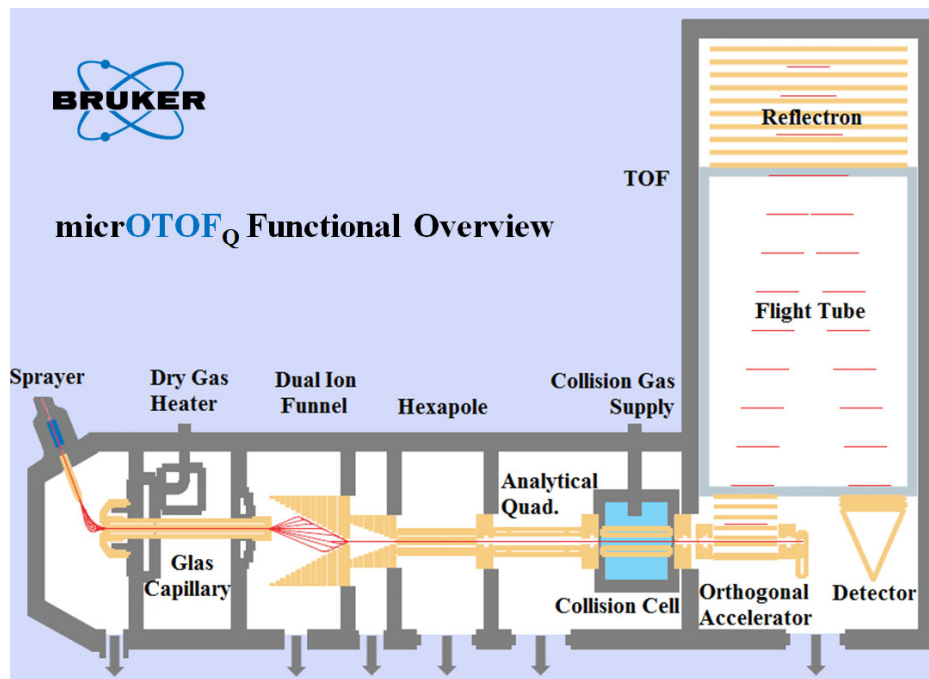 BRUKER
micrOTOFQ Functional Overview
TOF
Reflectron
Flight Tube
Sprayer
Dry Gas
Heater
Dual Ion
Funnel
Hexapole
Collision Gas
Supply
Analytical
Quad.
Glas
Capillary
Collision Cell
Orthogonal
Accelerator
Detector